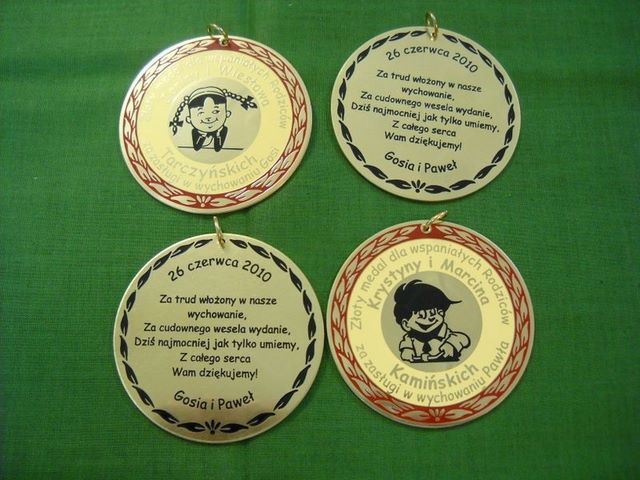 Wiesława
Tarczyńskich
za zasługi w wychowaniu Gosi
26 czerwca 2010
Za trud włożony w nasze
wychowanie,
Za cudownego wesela wydanie,
Dziś najmocniej jak tylko umiemy,
Z całego serca
Wam dziękujemy!
Gosia i Paweł
26 czerwca 2010
Za trud włożony w nasze
wychowanie,
Za cudownego wesela wydanie,
Dziś najmocniej jak tylko umiemy,
Z całego serca
Wam dziękujemy!
Gosia i Paweł
Złoty medal dla wspaniałych Rodziców
Krystyny i Marcina
Kamińskich
za zasługi w wychowaniu Pawła